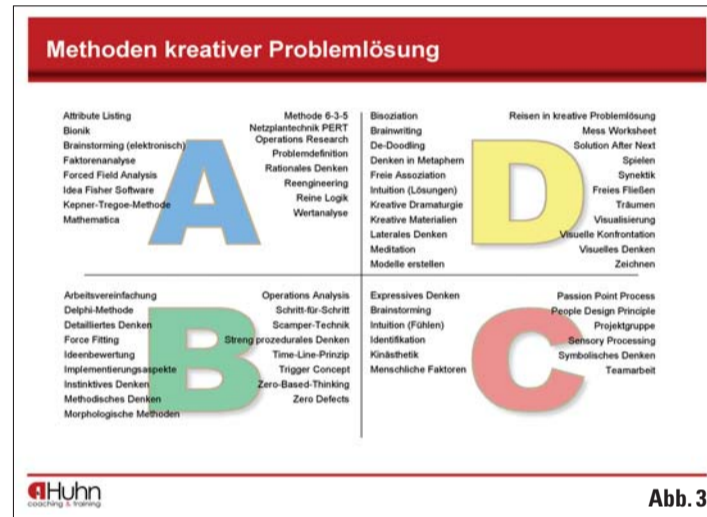 Methoden kreativer Problemlösung
Attribute Listing
Bionik
Brainstorming (elektronisch)
Faktorenanalyse
Forced Field Analysis
Idea Fisher Software
Kepner-Tregoe-Methode
Mathematica
Methode 6-3-5
Netzplantechnik PERT
Operations Research
Problemdefinition
Rationales Denken
Reengineering
Reine Logik
Wertanalyse
A
Bisoziation
Brainwriting
De-Doodling
Denken in Metaphern
Freie Assoziation
Intuition (Lösungen)
Kreative Dramaturgie
Kreative Materialien
Laterales Denken
Meditation
Modelle erstellen
Reisen in kreative Problemlösung
Mess Worksheet
Solution After Next
Spielen
Synektik
Freies Fließen
Träumen
Visualisierung
Visuelle Konfrontation
Visuelles Denken
Zeichnen
D
Arbeitsvereinfachung
Delphi-Methode
Detailliertes Denken
Force Fitting
Ideenbewertung
Implementierungsaspekte
Instinktives Denken
Methodisches Denken
Morphologische Methoden
Operations Analysis
Schritt-für-Schritt
Scamper-Technik
Streng prozedurales Denken
Time-Line-Prinzip
Trigger Concept
Zero-Based-Thinking
Zero Defects
B
Expressives Denken
Brainstorming
Intuition (Fühlen)
Identifikation
Kinästhetik
Menschliche Faktoren
Passion Point Process
People Design Principle
Projektgruppe
Sensory Processing
Symbolisches Denken
Teamarbeit
C
Huhn
coaching & training
Abb. 3